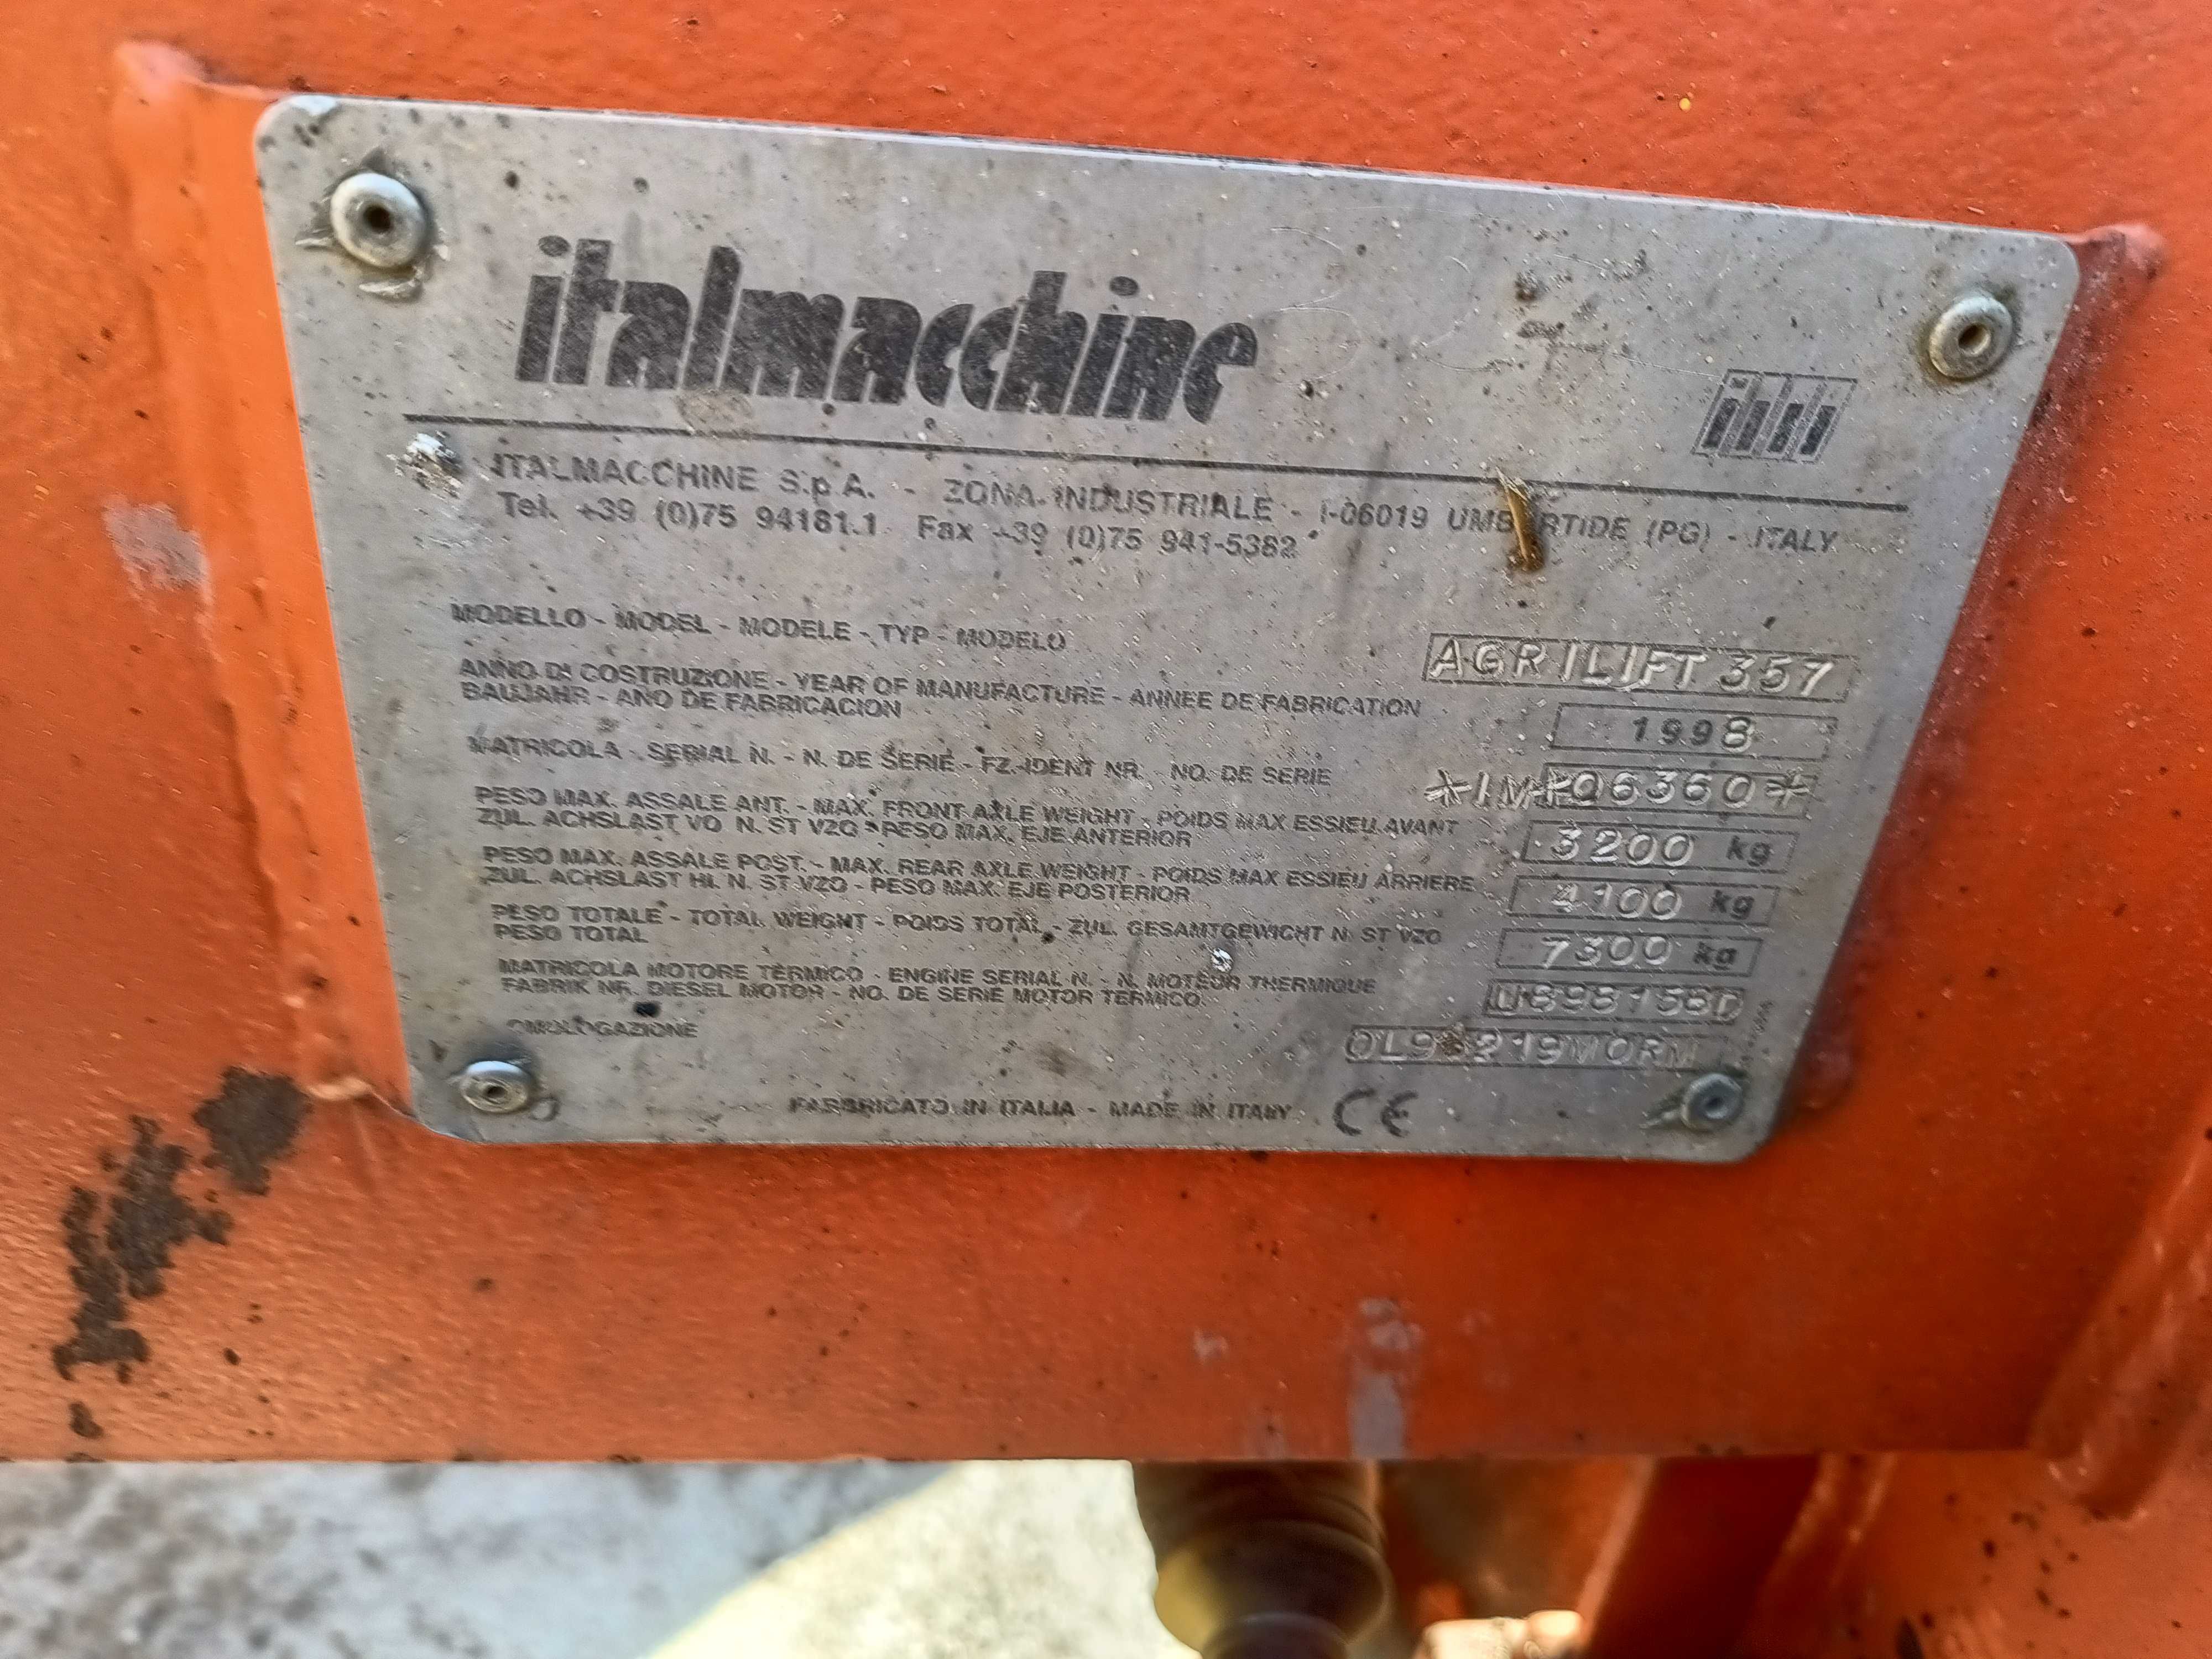 italmacchine
ITALMACCHINE S.p.A. - ZONA INDUSTRIALE - I-06019 UMBERTIDE (PG) - ITALY
Tel. +39 (0)75 94181.1 Fax +39 (0)75 941-5382
MODELLO - MODEL - MODELE - TYP - MODELO
AGRILIFT 357
ANNO DI COSTRUZIONE - YEAR OF MANUFACTURE - ANNEE DE FABRICATION
BAUJAHR - ANO DE FABRICACION
1998
MATRICOLA - SERIAL N. - N. DE SERIE - FZ.-IDENT NR. - NO. DE SERIE
06360*
PESO MAX. ASSALE ANT. - MAX. FRONT AXLE WEIGHT - POIDS MAX ESSIEU AVANT
ZUL. ACHSLAST VO N. ST VZO - PESO MAX. EJE ANTERIOR
3200 kg
PESO MAX. ASSALE POST. - MAX. REAR AXLE WEIGHT - POIDS MAX ESSIEU ARRIERE
ZUL. ACHSLAST HI. N. ST VZO - PESO MAX. EJE POSTERIOR
4100 kg
PESO TOTALE - TOTAL WEIGHT - POIDS TOTAL - ZUL. GESAMTGEWICHT N. ST VZO
PESO TOTAL
7300 kg
MATRICOLA MOTORE TERMICO - ENGINE SERIAL N. - N. MOTEUR THERMIQUE
FABRIK NR. DIESEL MOTOR - NO. DE SERIE MOTOR TERMICO
OMOLOGAZIONE
FABBRICATO IN ITALIA - MADE IN ITALY CE